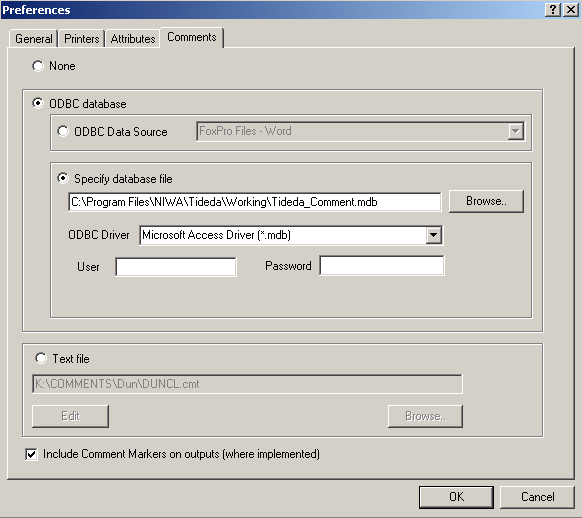 Preferences
General Printers Attributes Comments
None
ODBC database
ODBC Data Source FoxPro Files - Word
Specify database file
C:\Program Files\NIWA\Tideda\Working\Tideda_Comment.mdb Browse..
ODBC Driver Microsoft Access Driver (*.mdb)
User Password
Text file
K:\COMMENTS\Dun\DUNCL.cmt
Edit Browse..
Include Comment Markers on outputs (where implemented)
OK Cancel